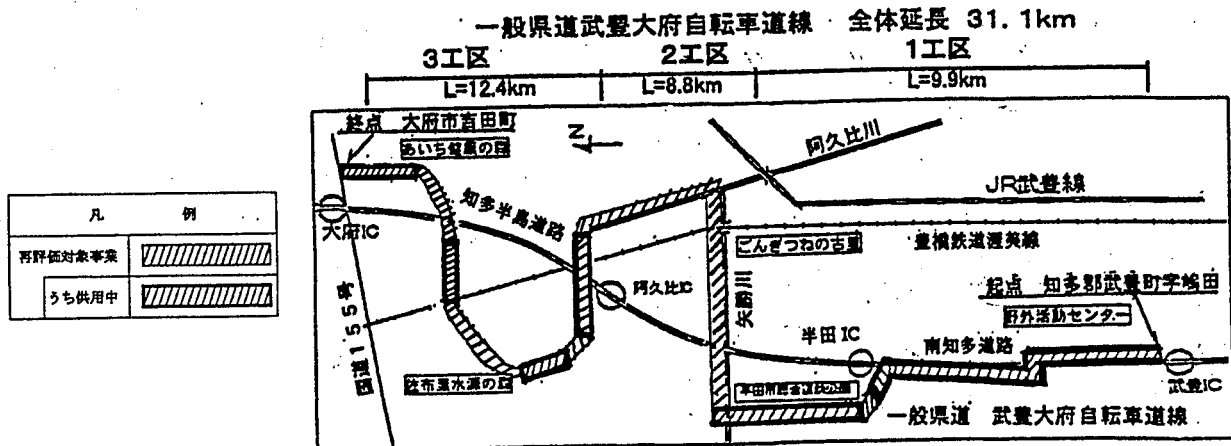 一般県道武豊大府自転車道線 全体延長 31.1km
3工区 2工区 1工区
L=12.4km L=8.8km L=9.9km
終点 大府市吉田町
あいち健康の森
N
阿久比川
JR武豊線
知多半島道路
大府IC
ごんぎつねの古里
豊橋鉄道渥美線
凡 例
再評価対象事業
うち供用中
国道155号
阿久比IC
矢勝川
起点 知多郡武豊町字嶋田
野外活動センター
半田IC
南知多道路
佐布里水源の森
武豊IC
一般県道 武豊大府自転車道線